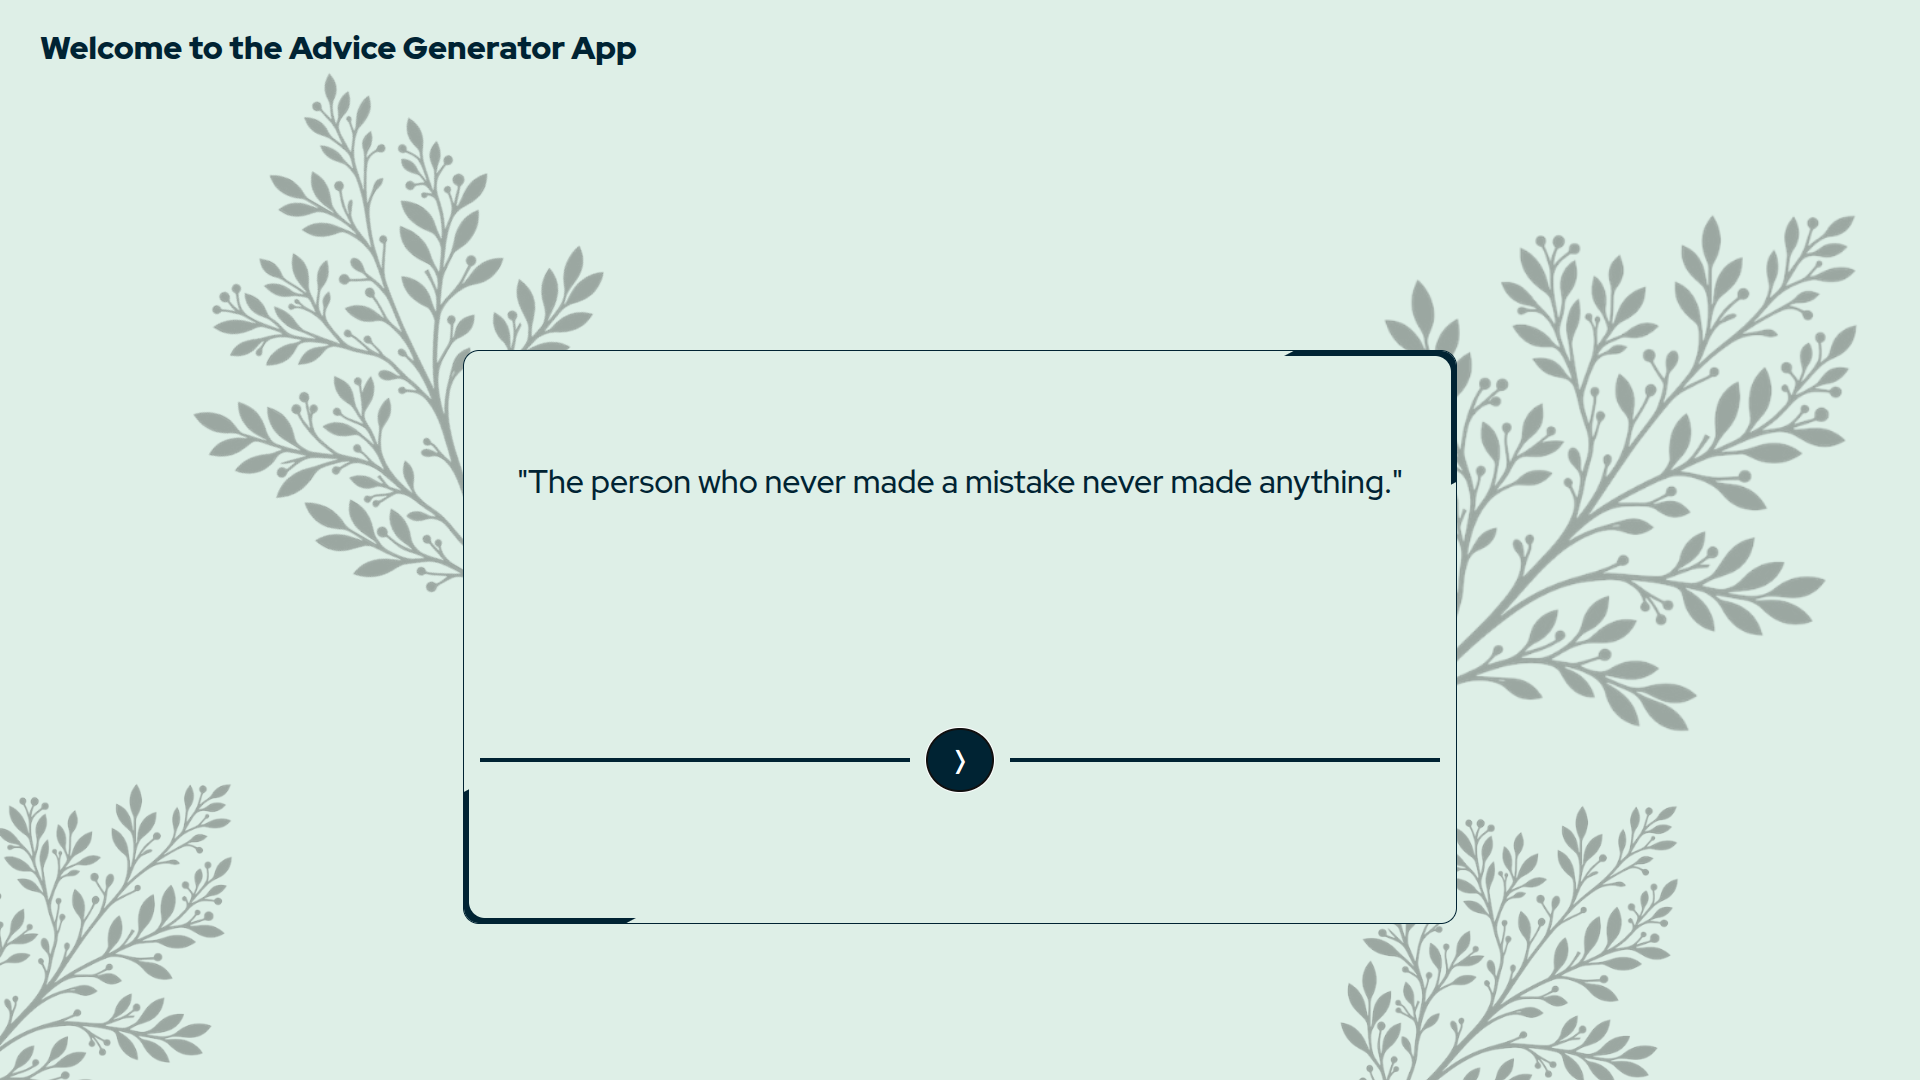 Welcome to the Advice Generator App
"The person who never made a mistake never made anything."
❭